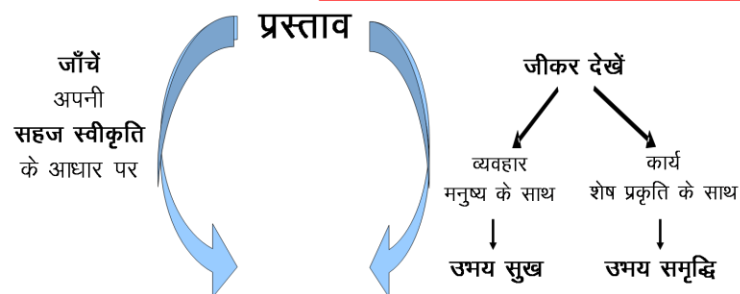 प्रस्ताव
जाँचें
अपनी
सहज स्वीकृति
के आधार पर
जीकर देखें
व्यवहार
मनुष्य के साथ
उभय सुख
कार्य
शेष प्रकृति के साथ
उभय समृद्धि